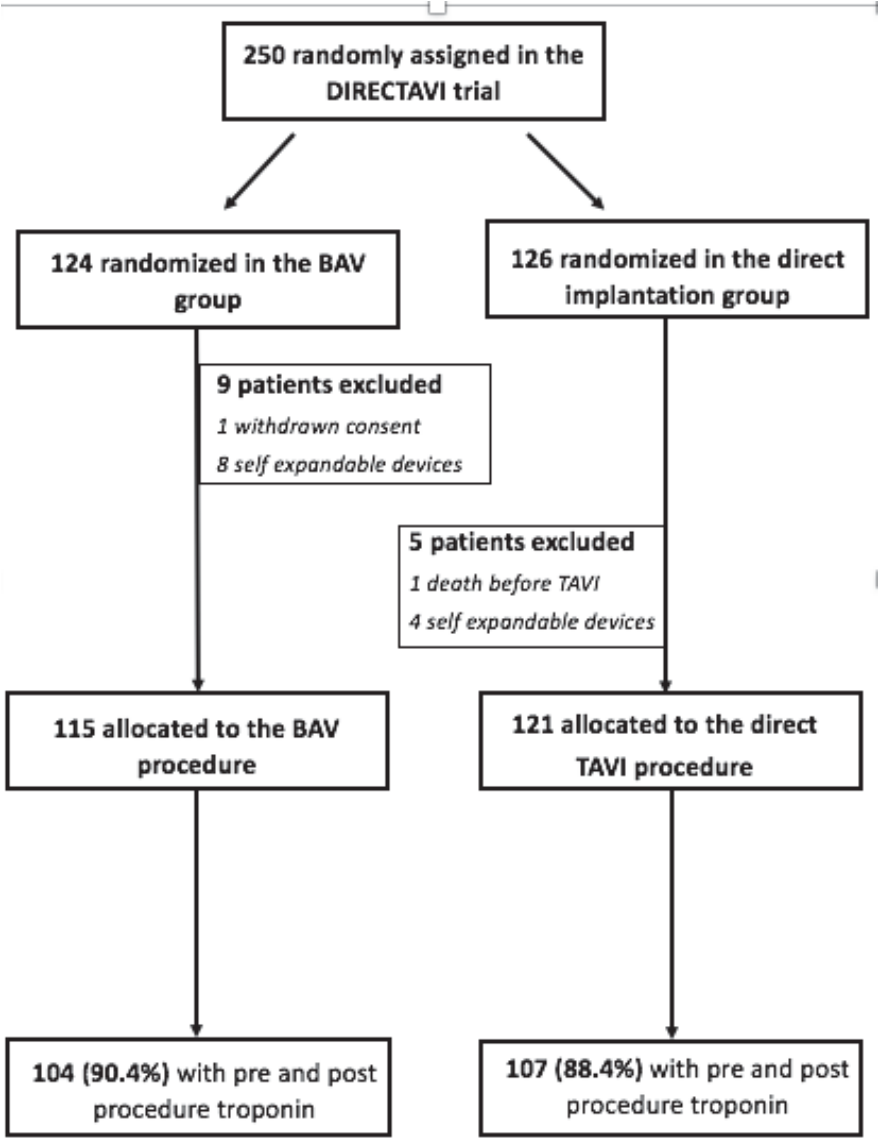 250 randomly assigned in the
DIRECTAVI trial
124 randomized in the BAV
group
126 randomized in the direct
implantation group
9 patients excluded
1 withdrawn consent
8 self expandable devices
5 patients excluded
1 death before TAVI
4 self expandable devices
115 allocated to the BAV
procedure
121 allocated to the direct
TAVI procedure
104 (90.4%) with pre and post
procedure troponin
107 (88.4%) with pre and post
procedure troponin